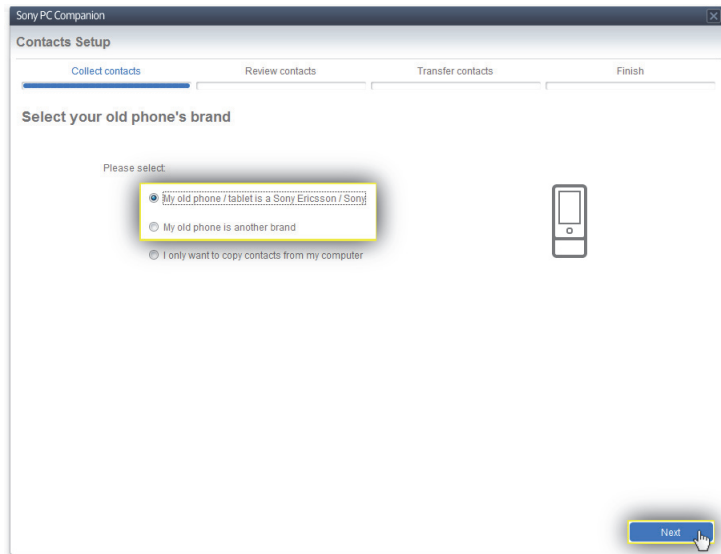 Sony PC Companion
Contacts Setup
Collect contacts Review contacts Transfer contacts Finish
Select your old phone's brand
Please select:
My old phone / tablet is a Sony Ericsson / Sony
My old phone is another brand
I only want to copy contacts from my computer
Next